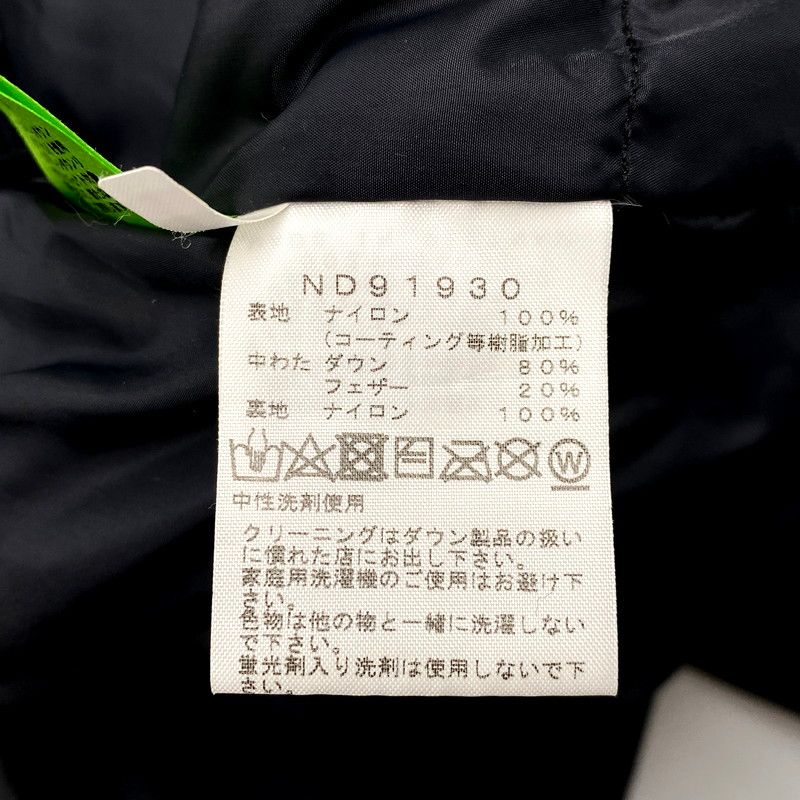 ND91930
表地 ナイロン 100%
(コーティング等樹脂加工)
中わた ダウン 80%
フェザー 20%
裏地 ナイロン 100%
W
中性洗剤使用
クリーニングはダウン製品の扱い
に慣れた店にお出し下さい。
家庭用洗濯機のご使用はお避け下
さい。
色物は他の物と一緒に洗濯しない
で下さい。
蛍光剤入り洗剤は使用しないで下
さい。